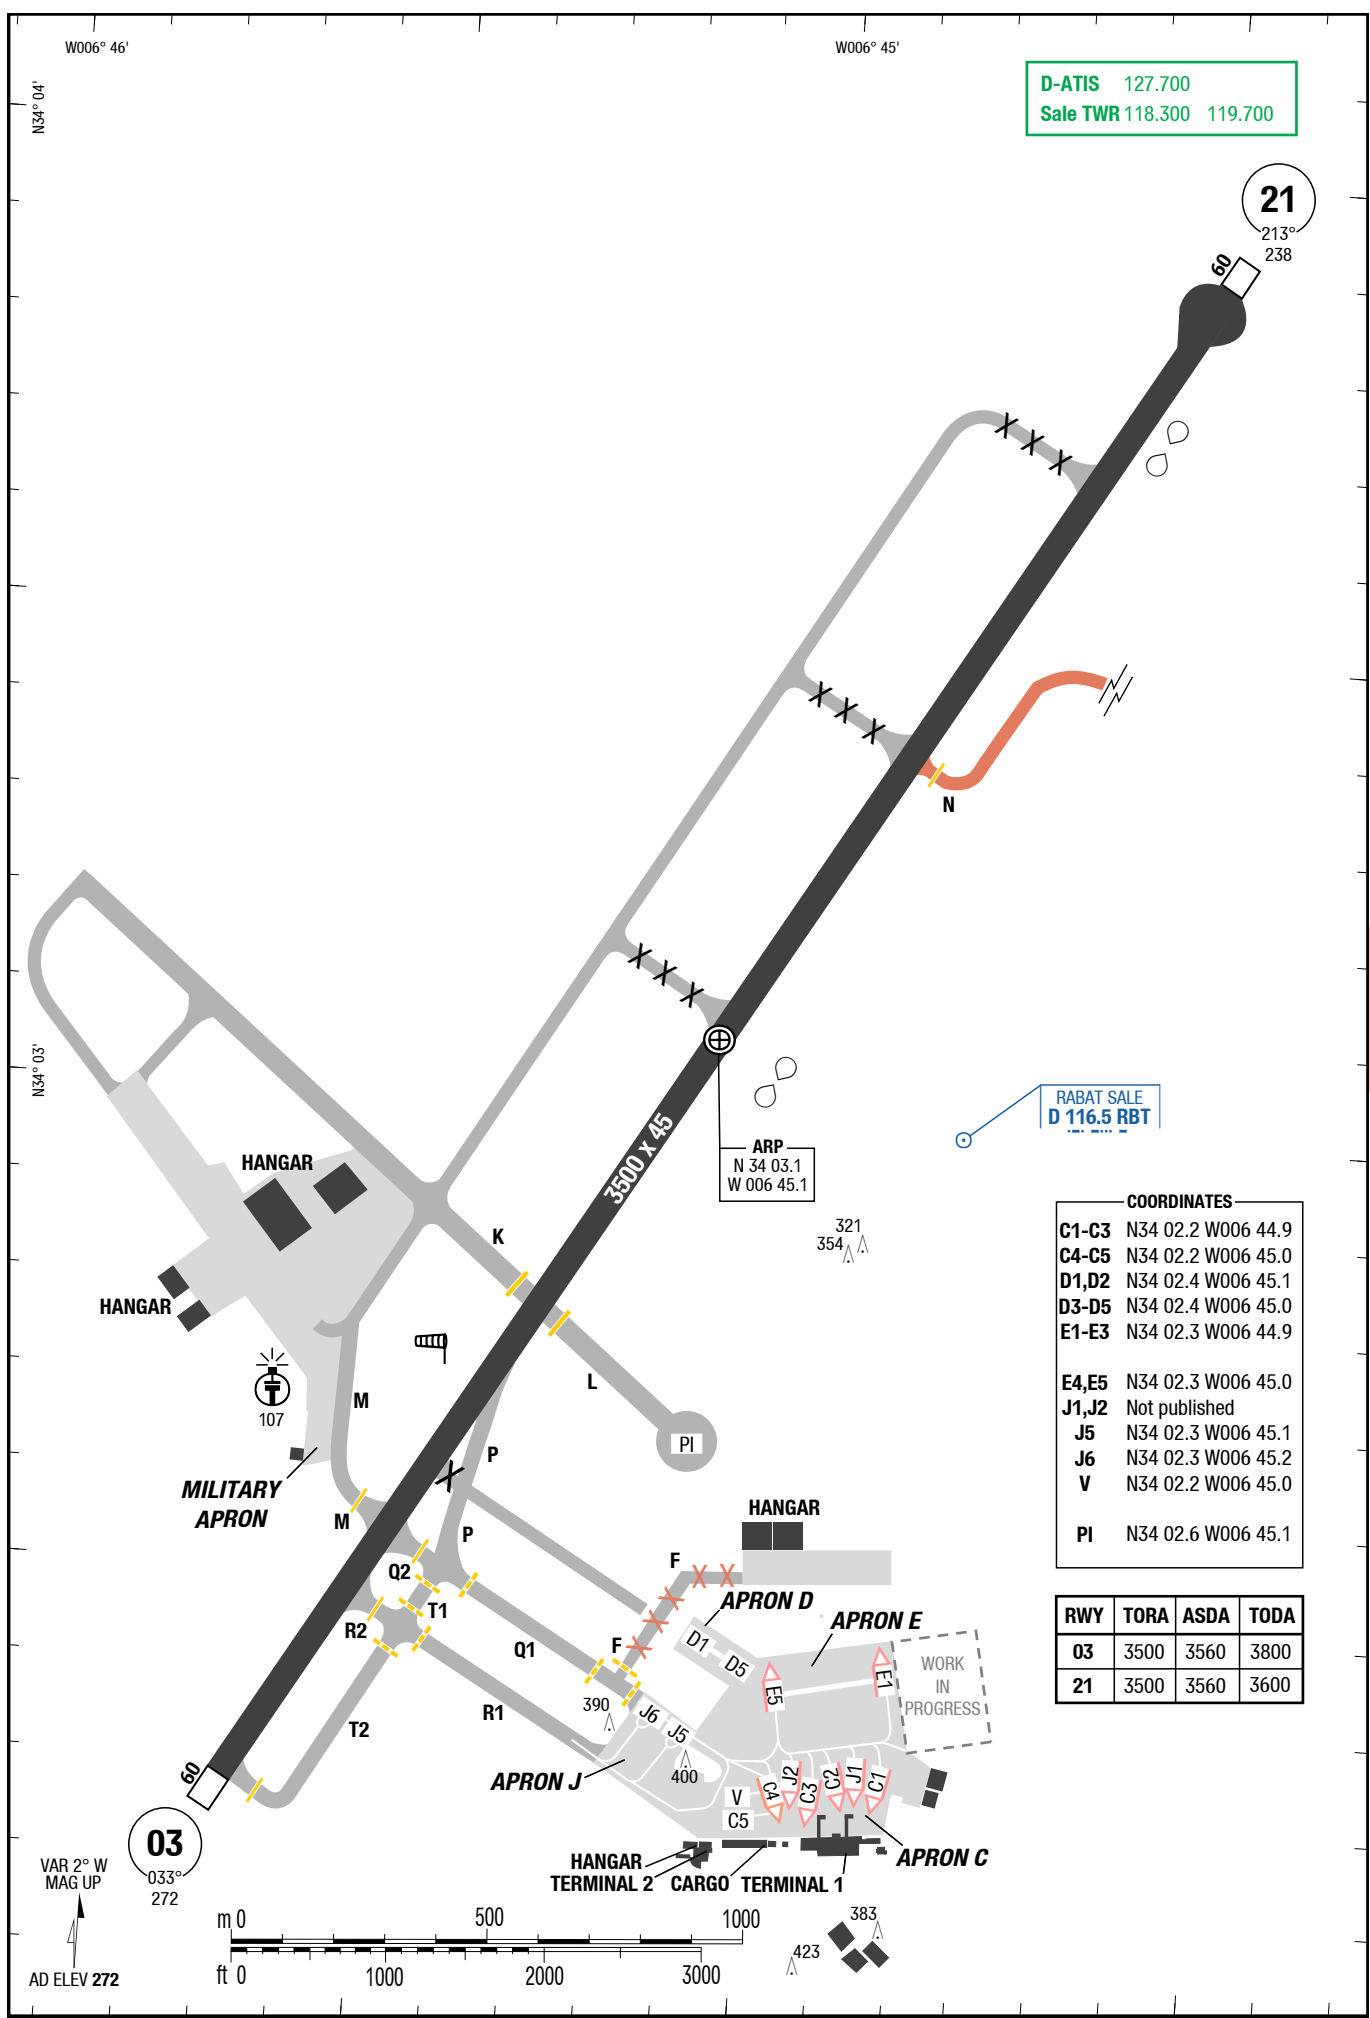 W006° 46'
W006° 45'
N34° 04'
D-ATIS 127.700
Sale TWR 118.300 119.700
21
213°
238
60
N
N34° 03'
3500 x 45
RABAT SALE
D 116.5 RBT
ARP
N 34 03.1
W 006 45.1
HANGAR
321
354
K
HANGAR
COORDINATES
C1-C3 N34 02.2 W006 44.9
C4-C5 N34 02.2 W006 45.0
D1,D2 N34 02.4 W006 45.1
D3-D5 N34 02.4 W006 45.0
E1-E3 N34 02.3 W006 44.9
E4,E5 N34 02.3 W006 45.0
J1,J2 Not published
J5 N34 02.3 W006 45.1
J6 N34 02.3 W006 45.2
V N34 02.2 W006 45.0
PI N34 02.6 W006 45.1
L
M
107
PI
P
MILITARY
APRON
M
P
HANGAR
Q2
F
T1
APRON D
APRON E
R2
Q1
F
D1
D5
WORK
IN
PROGRESS
E5
E1
RWY TORA ASDA TODA
03 3500 3560 3800
21 3500 3560 3600
390
R1
J6
J5
T2
APRON J
400
V
C5
C4
J2
C3
C2
J1
C1
60
03
033°
272
HANGAR
TERMINAL 2
CARGO
TERMINAL 1
APRON C
VAR 2° W
MAG UP
AD ELEV 272
m 0 500 1000
ft 0 1000 2000 3000
383
423